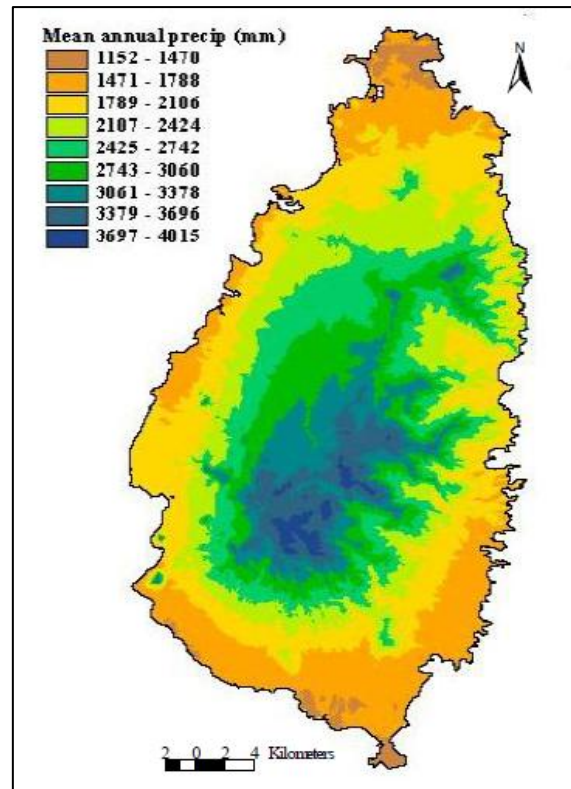 Mean annual precip (mm)
1152 - 1470
1471 - 1788
1789 - 2106
2107 - 2424
2425 - 2742
2743 - 3060
3061 - 3378
3379 - 3696
3697 - 4015
N
2 0 2 4 Kilometers